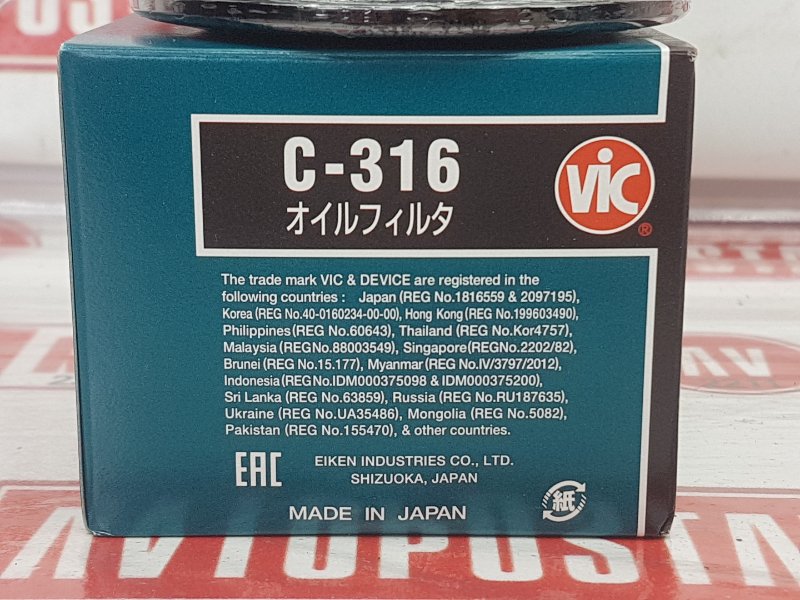 POST
C-316
オイルフィルタ
VIC
®
The trade mark VIC & DEVICE are registered in the
following countries : Japan (REG No.1816559 & 2097195),
Korea (REG No.40-0160234-00-00), Hong Kong (REG No.199603490),
Philippines(REG No.60643), Thailand (REG No.Kor4757),
Malaysia (REGNo.88003549), Singapore(REGNo.2202/82),
Brunei (REG No.15.177), Myanmar (REG No.IV/3797/2012),
Indonesia(REGNo.IDM000375098 & IDM000375200),
Sri Lanka (REG No.63859), Russia (REG No.RU187635),
Ukraine (REG No.UA35486), Mongolia (REG No.5082),
Pakistan (REG No.155470), & other countries.
EAC
EIKEN INDUSTRIES CO., LTD.
SHIZUOKA, JAPAN
紙
MADE IN JAPAN
AVTOPOSTA